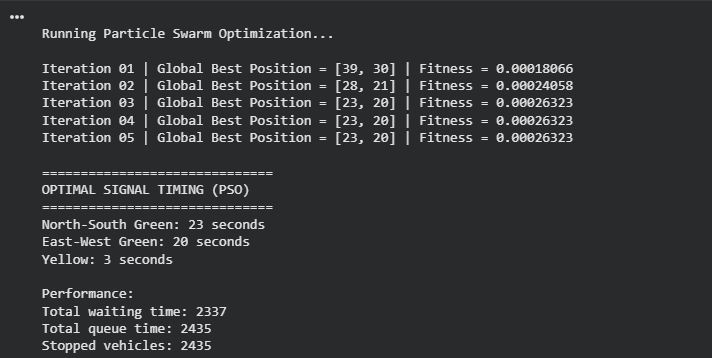 Running Particle Swarm Optimization...
Iteration 01 | Global Best Position = [39, 30] | Fitness = 0.00018066
Iteration 02 | Global Best Position = [28, 21] | Fitness = 0.00024058
Iteration 03 | Global Best Position = [23, 20] | Fitness = 0.00026323
Iteration 04 | Global Best Position = [23, 20] | Fitness = 0.00026323
Iteration 05 | Global Best Position = [23, 20] | Fitness = 0.00026323
==============================
OPTIMAL SIGNAL TIMING (PSO)
==============================
North-South Green: 23 seconds
East-West Green: 20 seconds
Yellow: 3 seconds
Performance:
Total waiting time: 2337
Total queue time: 2435
Stopped vehicles: 2435